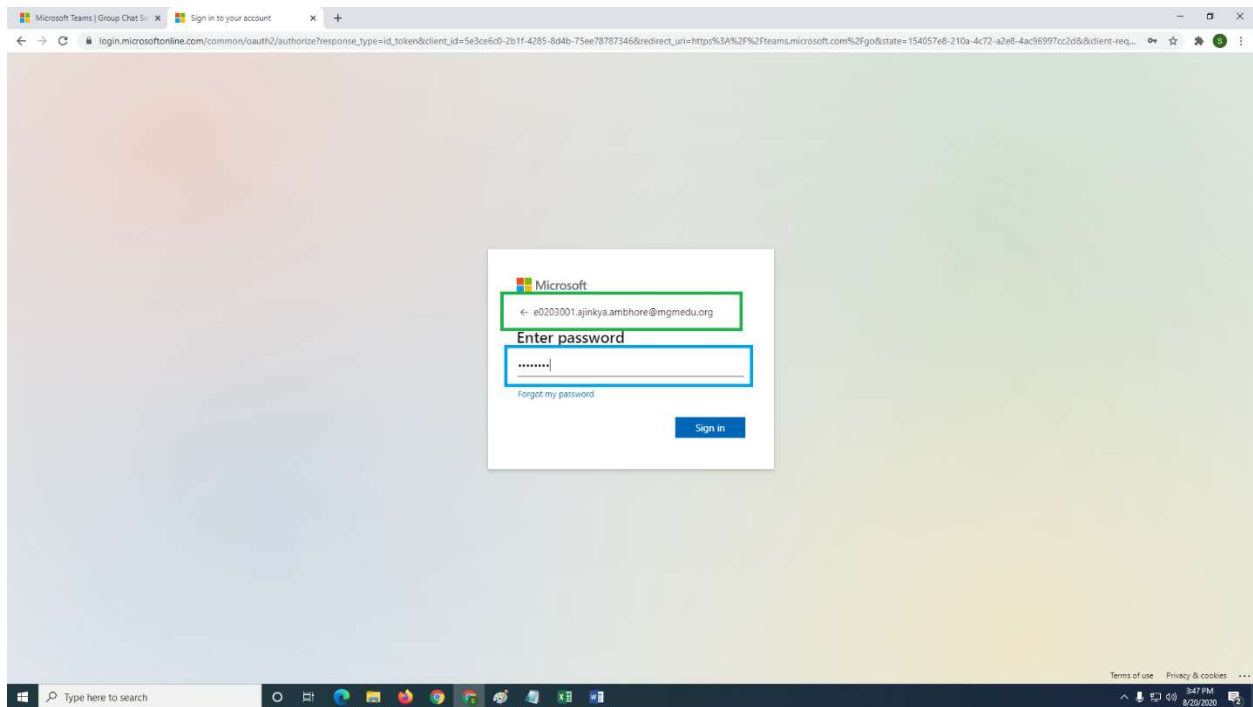 Microsoft Teams | Group Chat So
Sign in to your account
login.microsoftonline.com/common/oauth2/authorize?response_type=id_token&client_id=5e3ce6c0-2b1f-4285-8d4b-75ee78787346&redirect_uri=https%3A%2F%2Fteams.microsoft.com%2Fgo&state=154057e8-210a-4c72-a2e8-4ac96997cc2d&&client-req...
S
Microsoft
e0203001.ajinkya.ambhore@mgmedu.org
Enter password
Forgot my password
Sign in
Terms of use Privacy & cookies ...
Type here to search
3:47 PM
8/20/2020
2